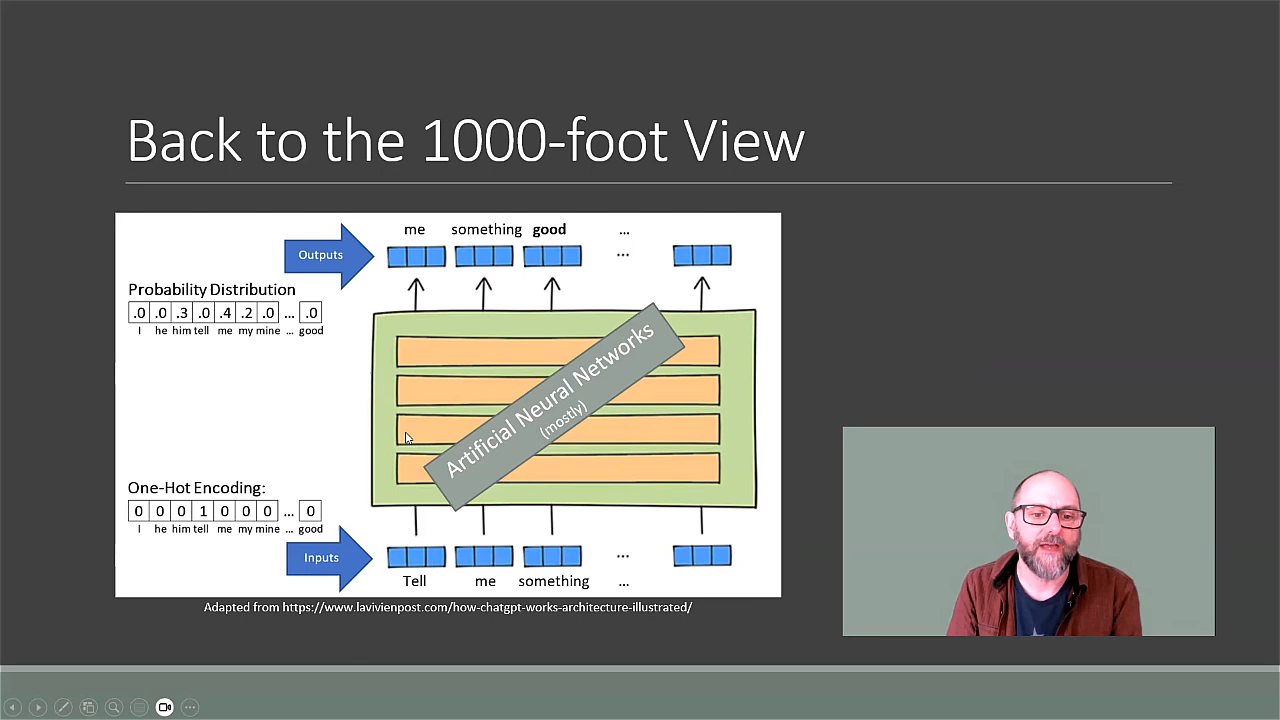 Back to the 1000-foot View
me something good ...
Outputs
...
Probability Distribution
.0 .0 .3 .0 .4 .2 .0 ... .0
I he him tell me my mine ... good
Artificial Neural Networks
(mostly)
One-Hot Encoding:
0 0 0 1 0 0 0 ... 0
I he him tell me my mine ... good
Inputs
...
Tell me something ...
Adapted from https://www.lavivienpost.com/how-chatgpt-works-architecture-illustrated/